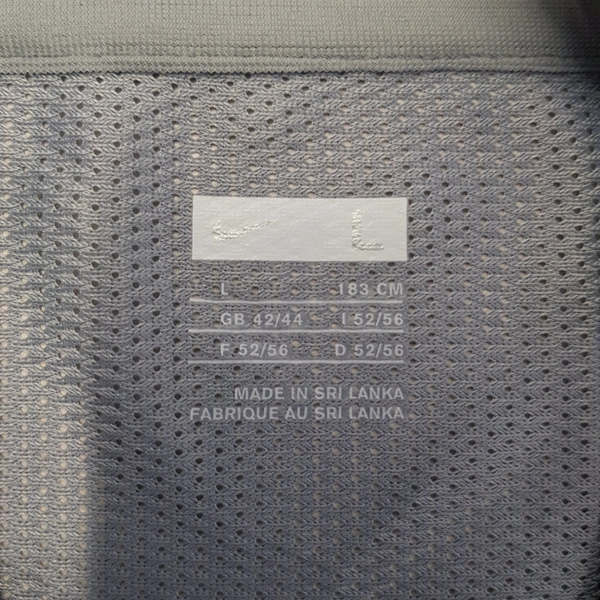 L
L 183 CM
GB 42/44 I 52/56
F 52/56 D 52/56
MADE IN SRI LANKA
FABRIQUE AU SRI LANKA